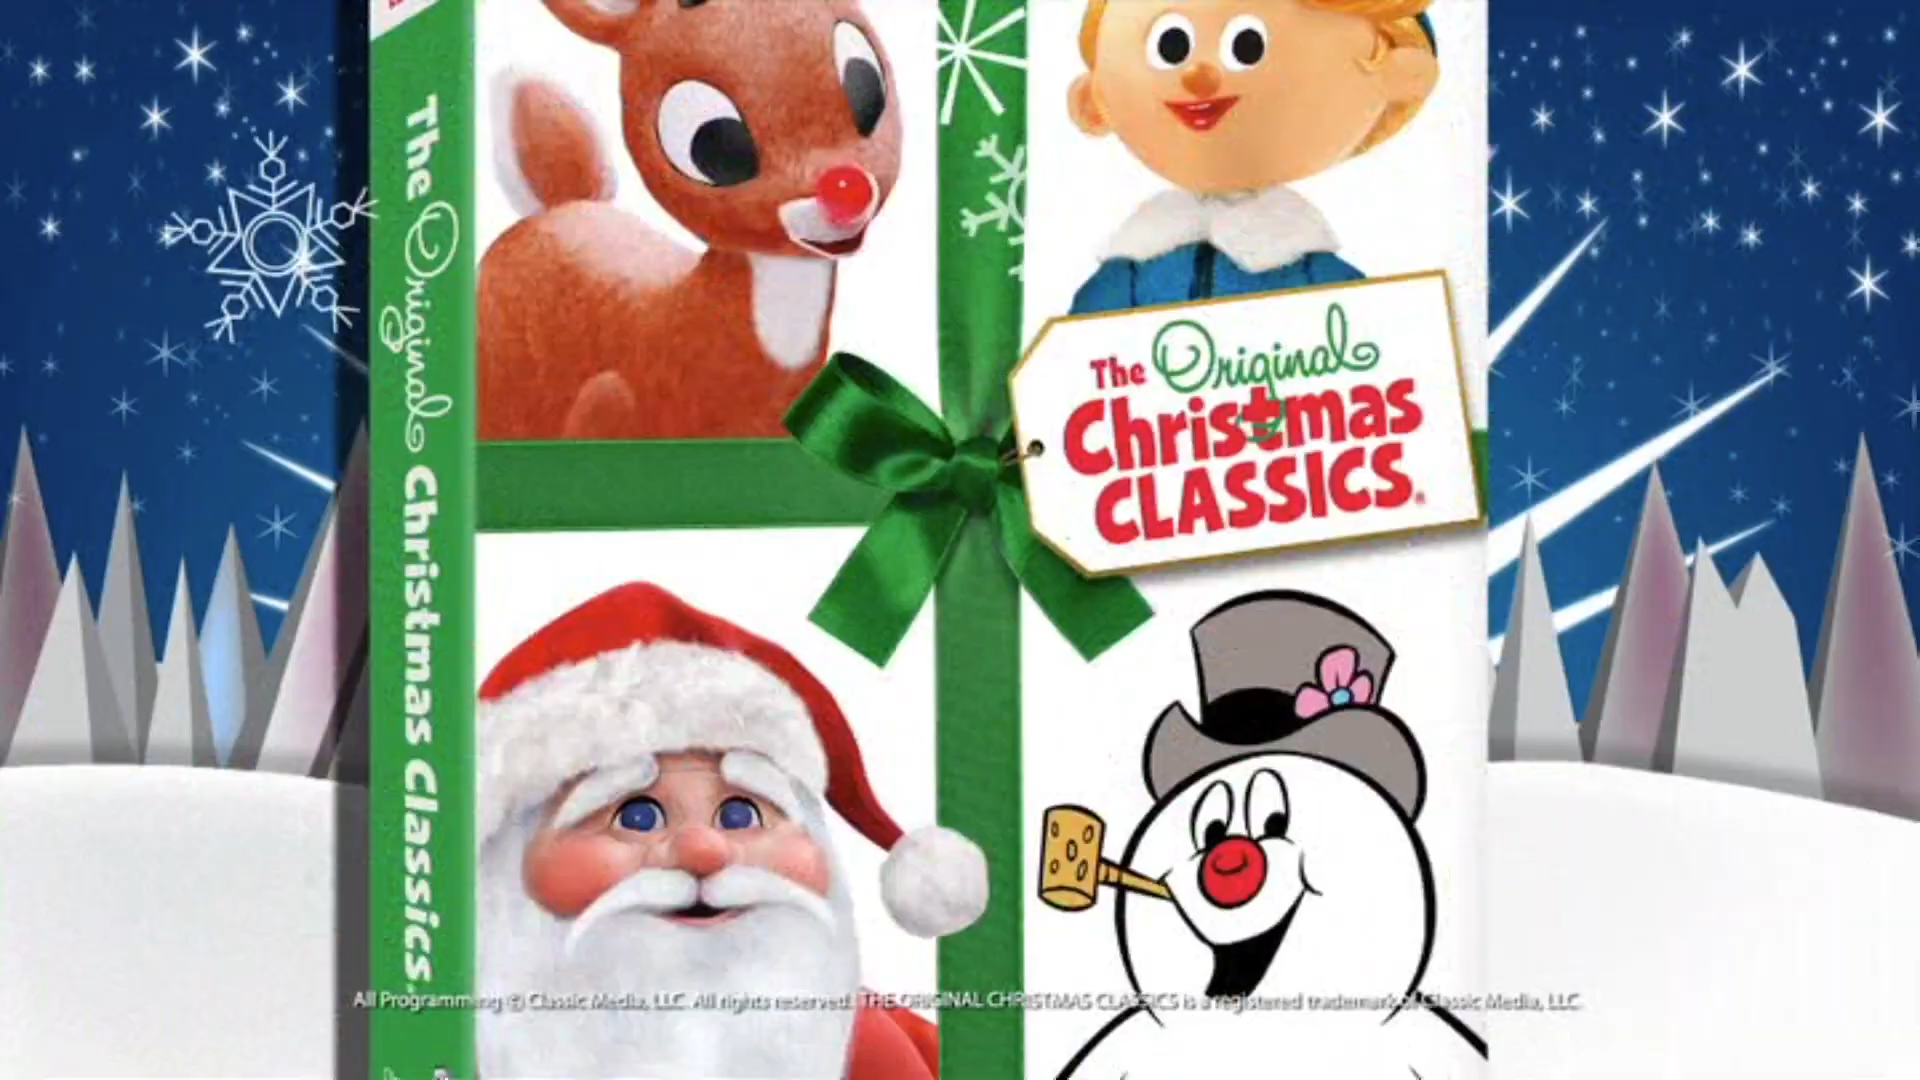 The Original Christmas Classics.
The Original
Christmas
CLASSICS®
All Programming © Classic Media, LLC. All rights reserved. THE ORIGINAL CHRISTMAS CLASSICS is a registered trademark of Classic Media, LLC.